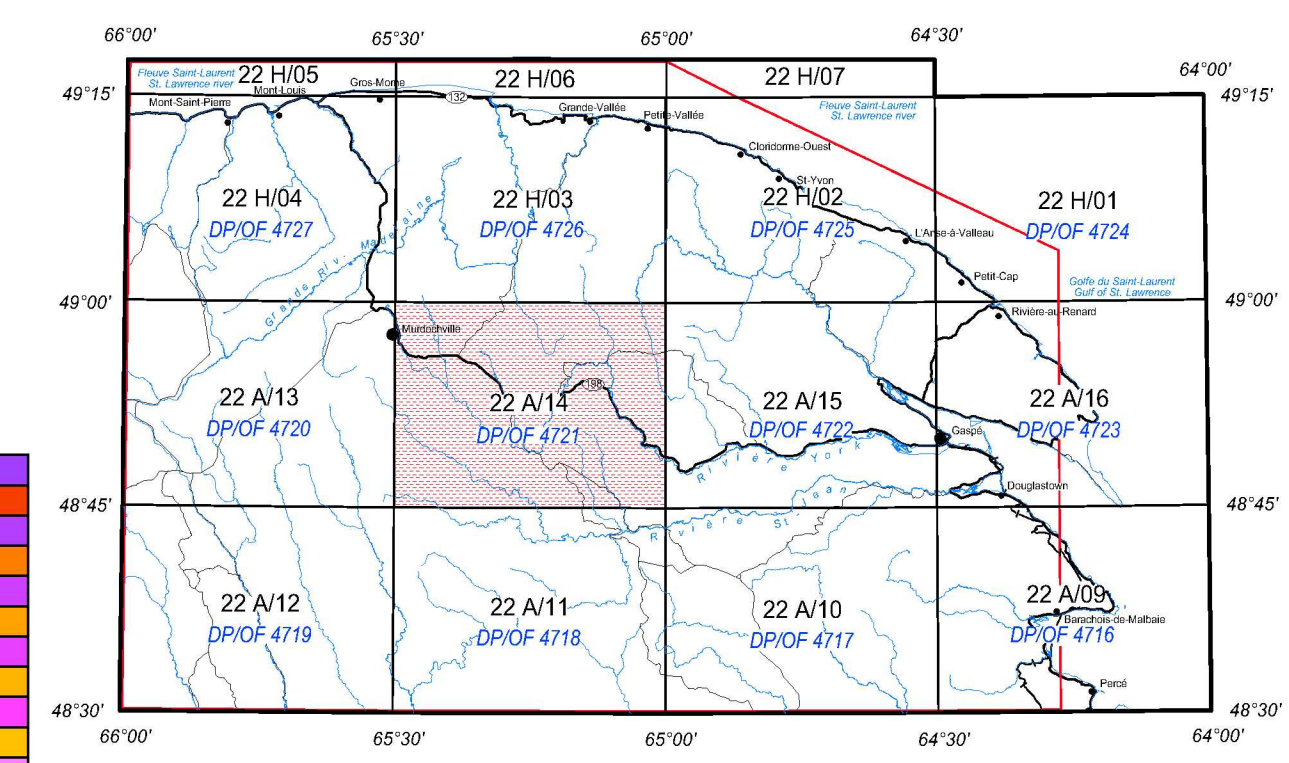 66°00'
65°30'
65°00'
64°30'
64°00'
49°15'
49°15'
Fleuve Saint-Laurent
St. Lawrence river
22 H/05
22 H/06
22 H/07
Mont-Saint-Pierre
Mont-Louis
Gros-Morne
132
Grande-Vallée
Petite-Vallée
Fleuve Saint-Laurent
St. Lawrence river
Cloridorme-Ouest
St-Yvon
22 H/04
DP/OF 4727
22 H/03
DP/OF 4726
22 H/02
DP/OF 4725
22 H/01
DP/OF 4724
Grande Riv. Madeleine
L'Anse-à-Valleau
Petit-Cap
Golfe du Saint-Laurent
Gulf of St. Lawrence
49°00'
49°00'
Rivière-au-Renard
Murdochville
198
22 A/13
DP/OF 4720
22 A/14
DP/OF 4721
22 A/15
DP/OF 4722
22 A/16
DP/OF 4723
Gaspé
Rivière York
Douglastown
Rivière St Jean
48°45'
48°45'
22 A/12
DP/OF 4719
22 A/11
DP/OF 4718
22 A/10
DP/OF 4717
22 A/09
Barachois-de-Malbaie
DP/OF 4716
Percé
48°30'
48°30'
66°00'
65°30'
65°00'
64°30'
64°00'